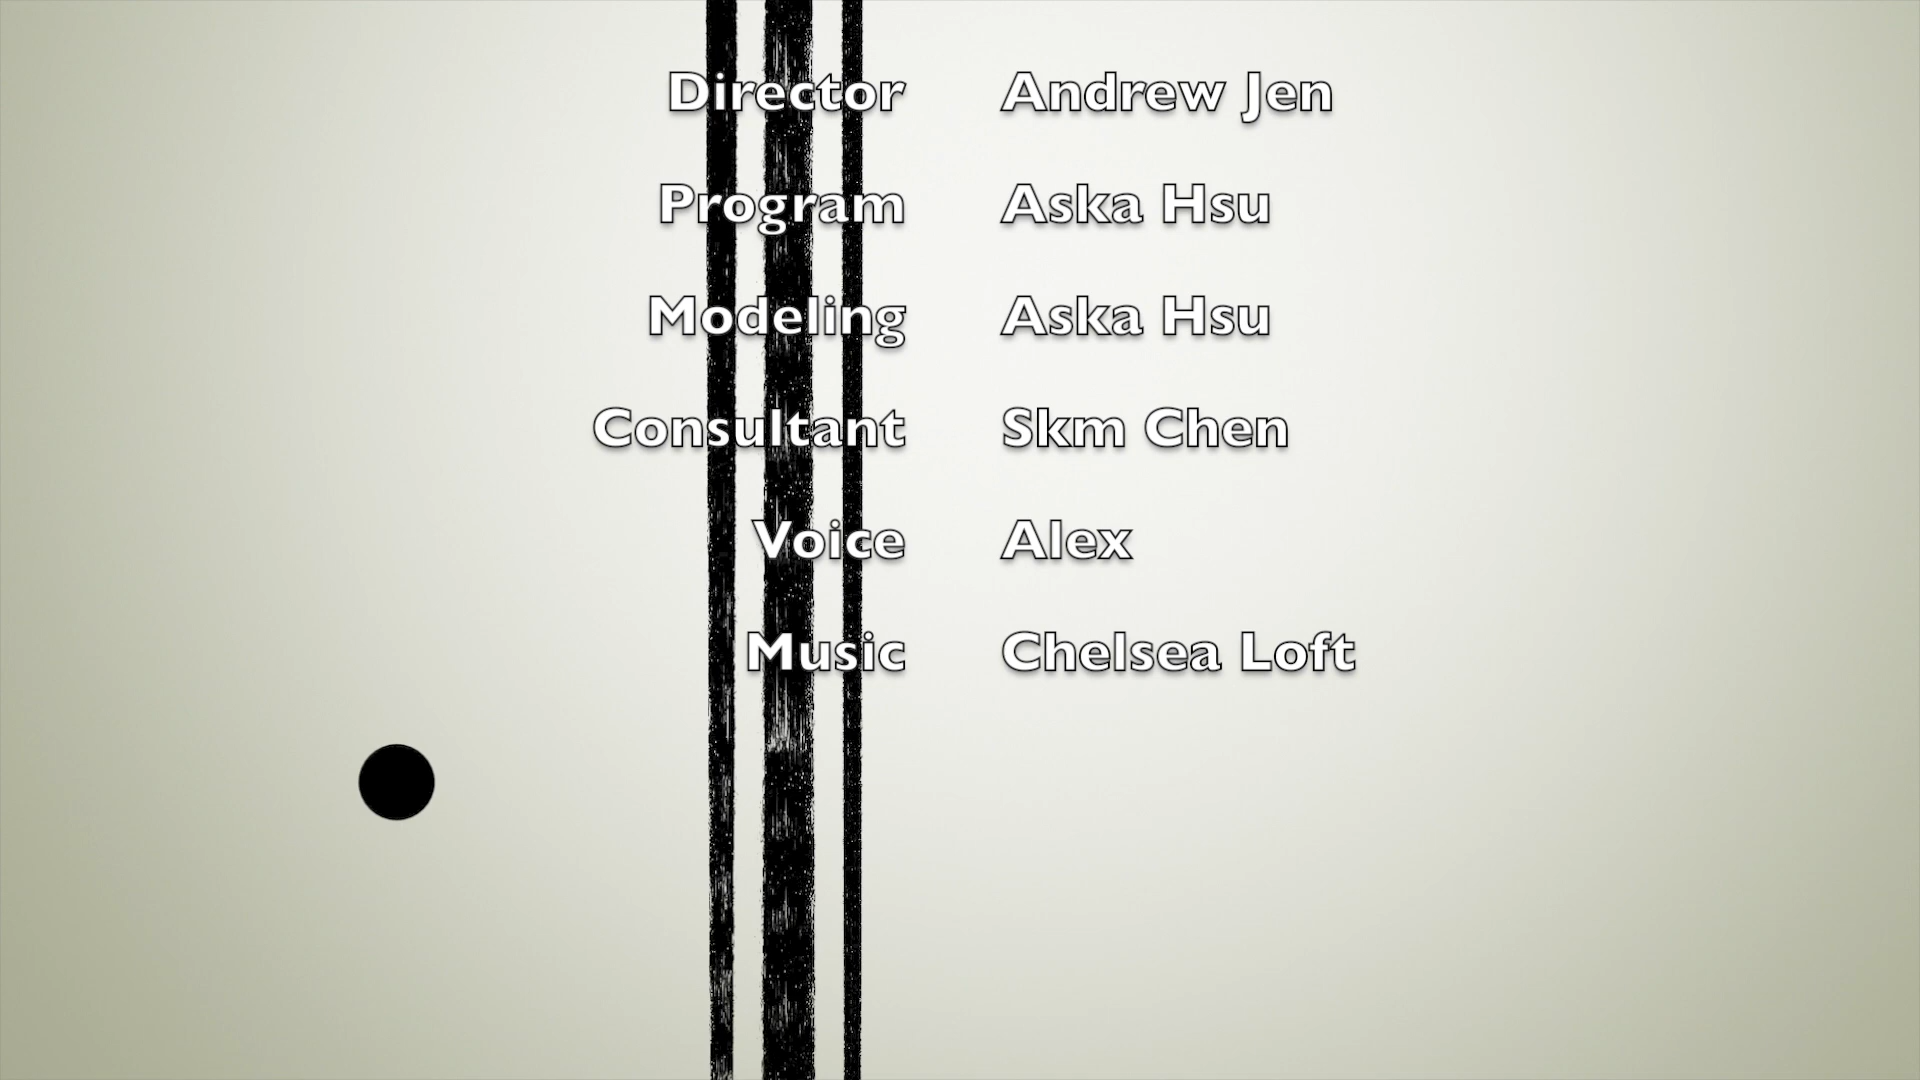 Director Andrew Jen
Program Aska Hsu
Modeling Aska Hsu
Consultant Skm Chen
Voice Alex
Music Chelsea Loft